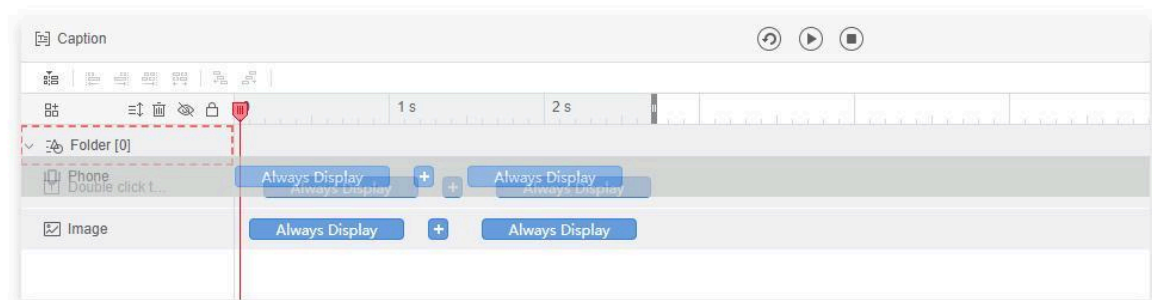 Caption
1 s
2 s
Folder [0]
Phone
Always Display
+
Always Display
Double click t...
Always Display
+
Always Display
Image
Always Display
+
Always Display